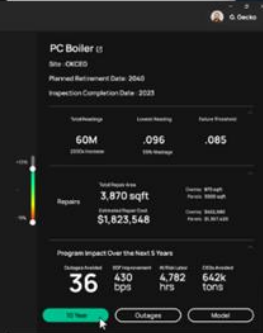 G. Gecko
PC Boiler
Site: OKCEO
Planned Retirement Date: 2040
Inspection Completion Date: 2023
Total Readings
Lowest Reading
Future Threshold
60M
.096
.085
Total Repair Area
3,870 sqft
Repairs
Estimated Repair Cost
$1,823,548
Program Impact Over the Next 5 Years
Outages Avoided
36
430
bps
4,782
hrs
642k
tons
10 Year
Outages
Model